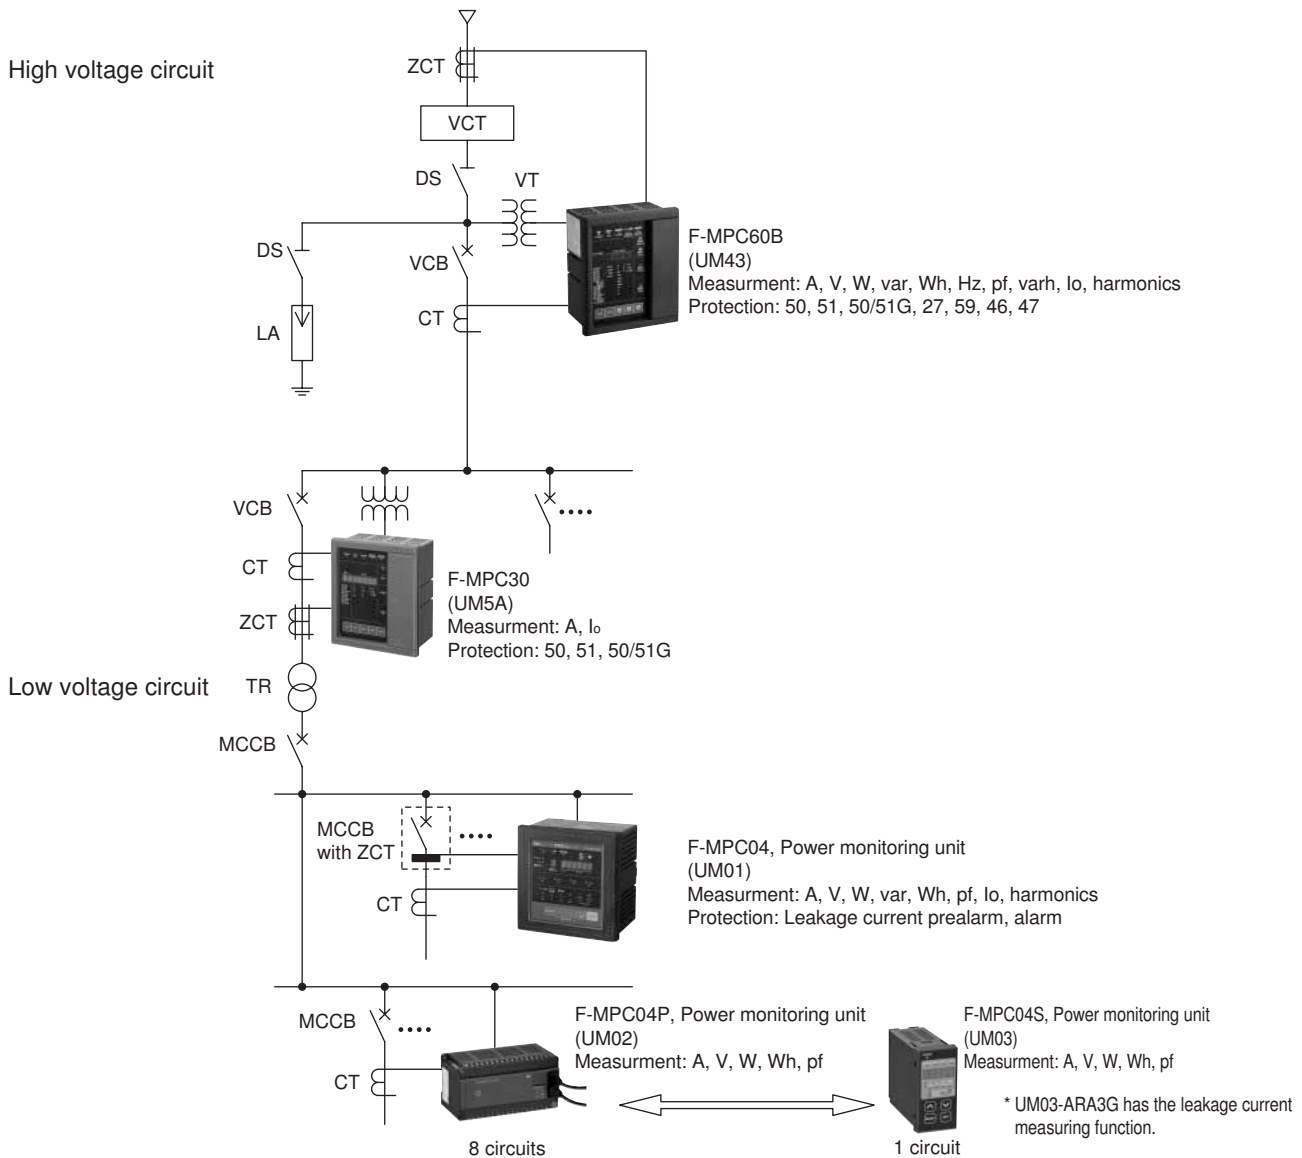 High voltage circuit
ZCT
VCT
DS
VT
DS
VCB
LA
CT
F-MPC60B
(UM43)
Measurment: A, V, W, var, Wh, Hz, pf, varh, Io, harmonics
Protection: 50, 51, 50/51G, 27, 59, 46, 47
VCB
CT
ZCT
F-MPC30
(UM5A)
Measurment: A, Io
Protection: 50, 51, 50/51G
Low voltage circuit
TR
MCCB
MCCB
with ZCT
CT
F-MPC04, Power monitoring unit
(UM01)
Measurment: A, V, W, var, Wh, pf, Io, harmonics
Protection: Leakage current prealarm, alarm
MCCB
CT
F-MPC04P, Power monitoring unit
(UM02)
Measurment: A, V, W, Wh, pf
8 circuits
F-MPC04S, Power monitoring unit
(UM03)
Measurment: A, V, W, Wh, pf
* UM03-ARA3G has the leakage current
measuring function.
1 circuit